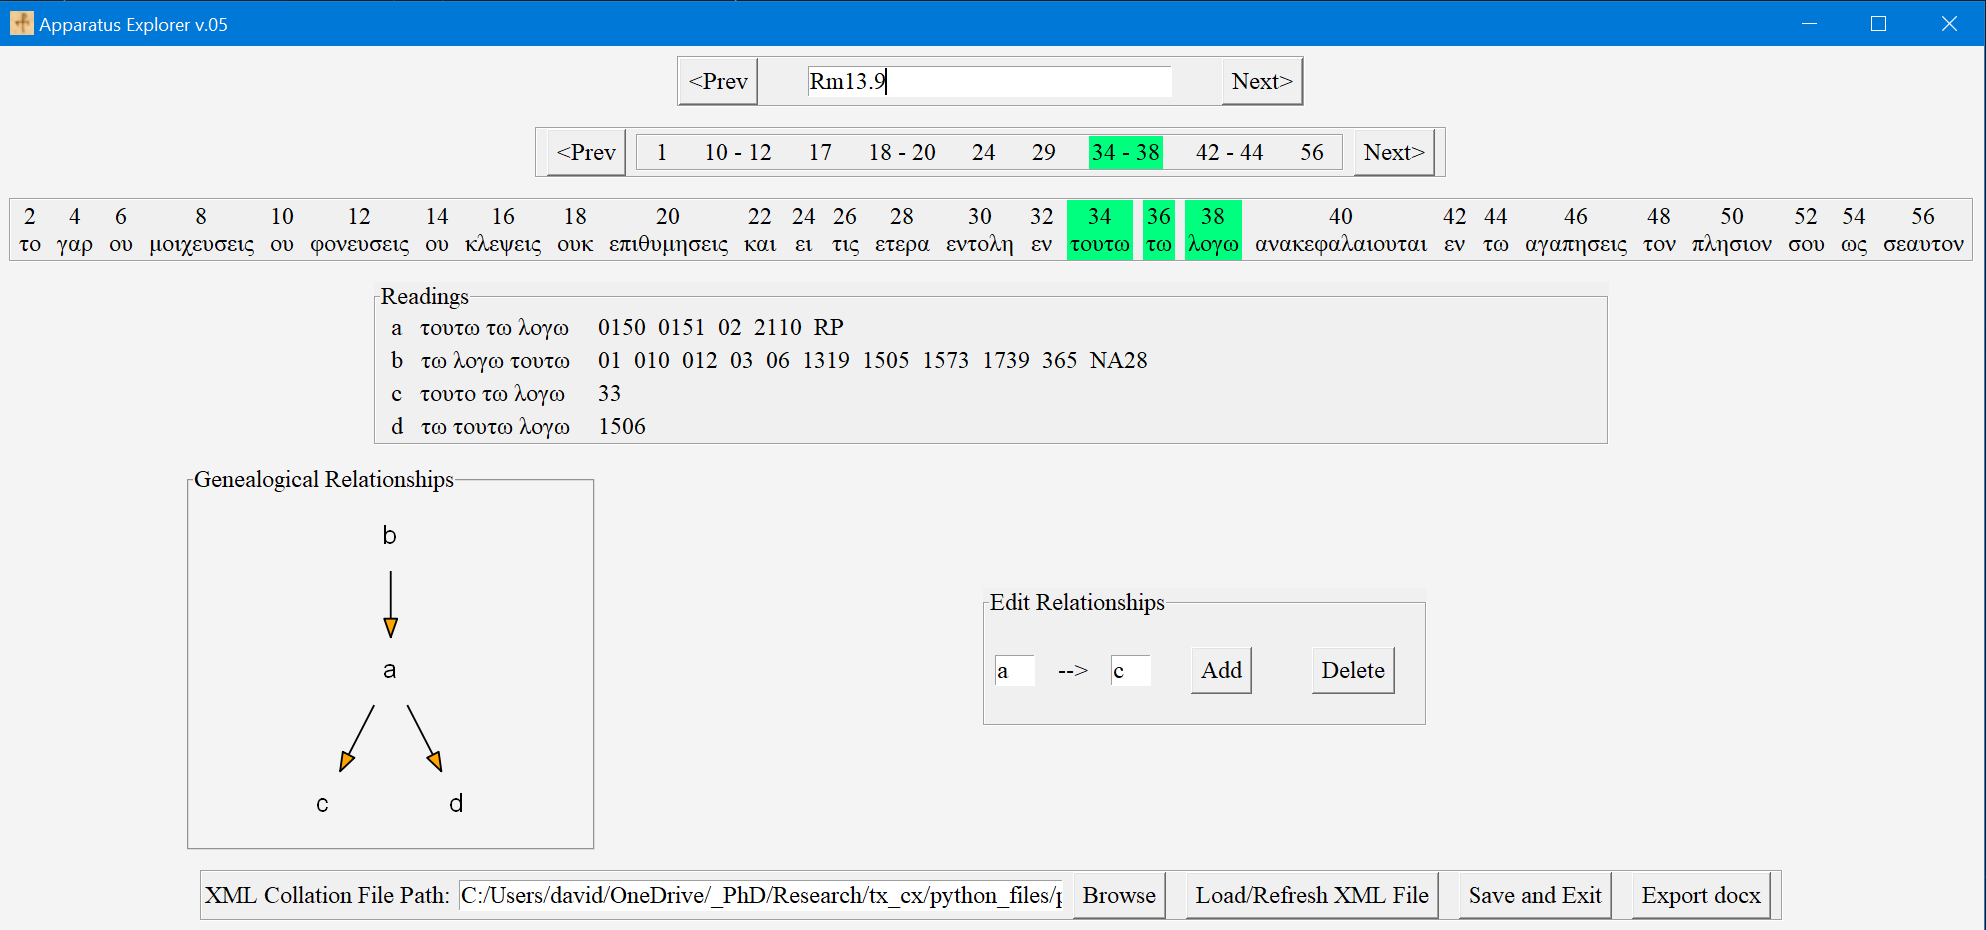 Apparatus Explorer v.05
<Prev Rm13.9 Next>
<Prev 1 10 - 12 17 18 - 20 24 29 34 - 38 42 - 44 56 Next>
2 4 6 8 10 12 14 16 18 20 22 24 26 28 30 32 34 36 38 40 42 44 46 48 50 52 54 56
το γαρ ου μοιχευσεις ου φονευσεις ου κλεψεις ουκ επιθυμησεις και ει τις ετερα εντολη εν τουτω τω λογω ανακεφαλαιουται εν τω αγαπησεις τον πλησιον σου ως σεαυτον
Readings
a τουτω τω λογω 0150 0151 02 2110 RP
b τω λογω τουτω 01 010 012 03 06 1319 1505 1573 1739 365 NA28
c τουτο τω λογω 33
d τω τουτω λογω 1506
Genealogical Relationships
b
a
c d
Edit Relationships
a --> c Add Delete
XML Collation File Path: C:/Users/david/OneDrive/_PhD/Research/tx_cx/python_files/p Browse Load/Refresh XML File Save and Exit Export docx